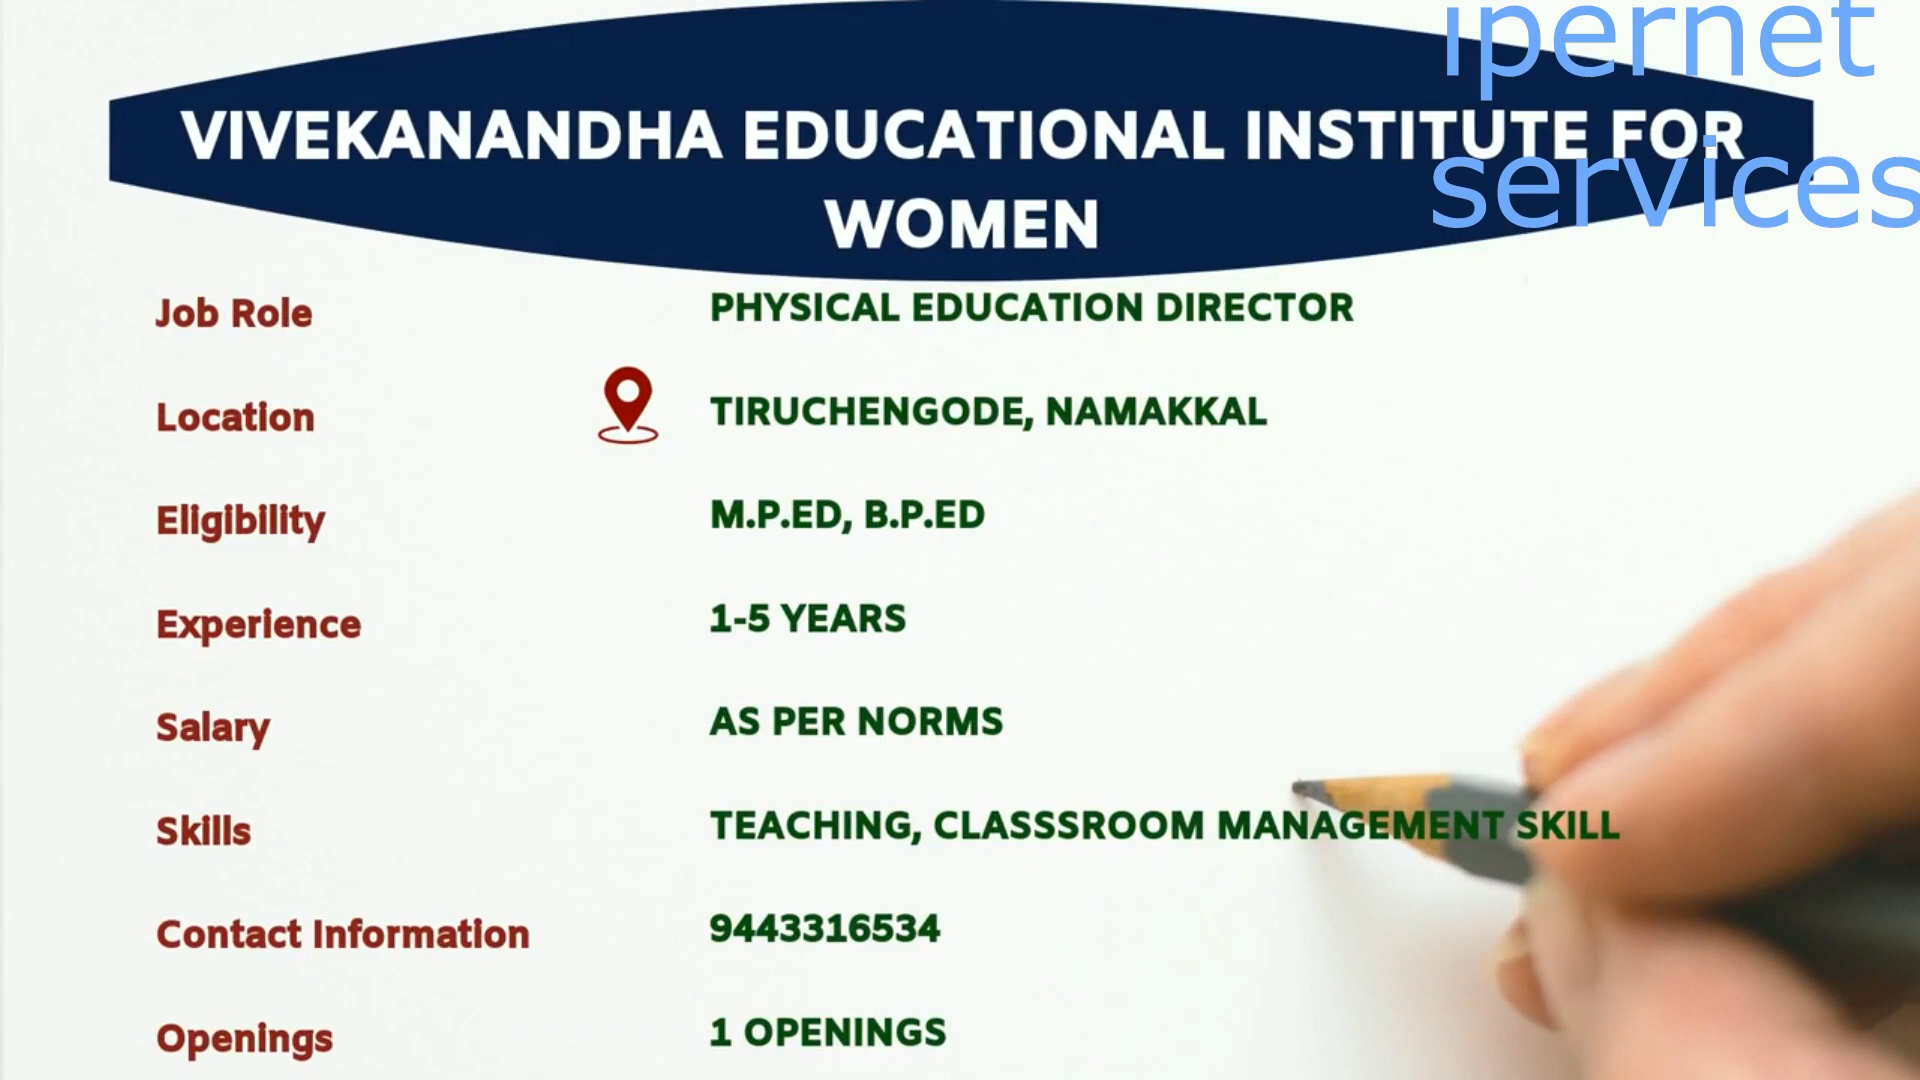 ipernet
services
VIVEKANANDHA EDUCATIONAL INSTITUTE FOR
WOMEN
Job Role PHYSICAL EDUCATION DIRECTOR
Location TIRUCHENGODE, NAMAKKAL
Eligibility M.P.ED, B.P.ED
Experience 1-5 YEARS
Salary AS PER NORMS
Skills TEACHING, CLASSSROOM MANAGEMENT SKILL
Contact Information 9443316534
Openings 1 OPENINGS